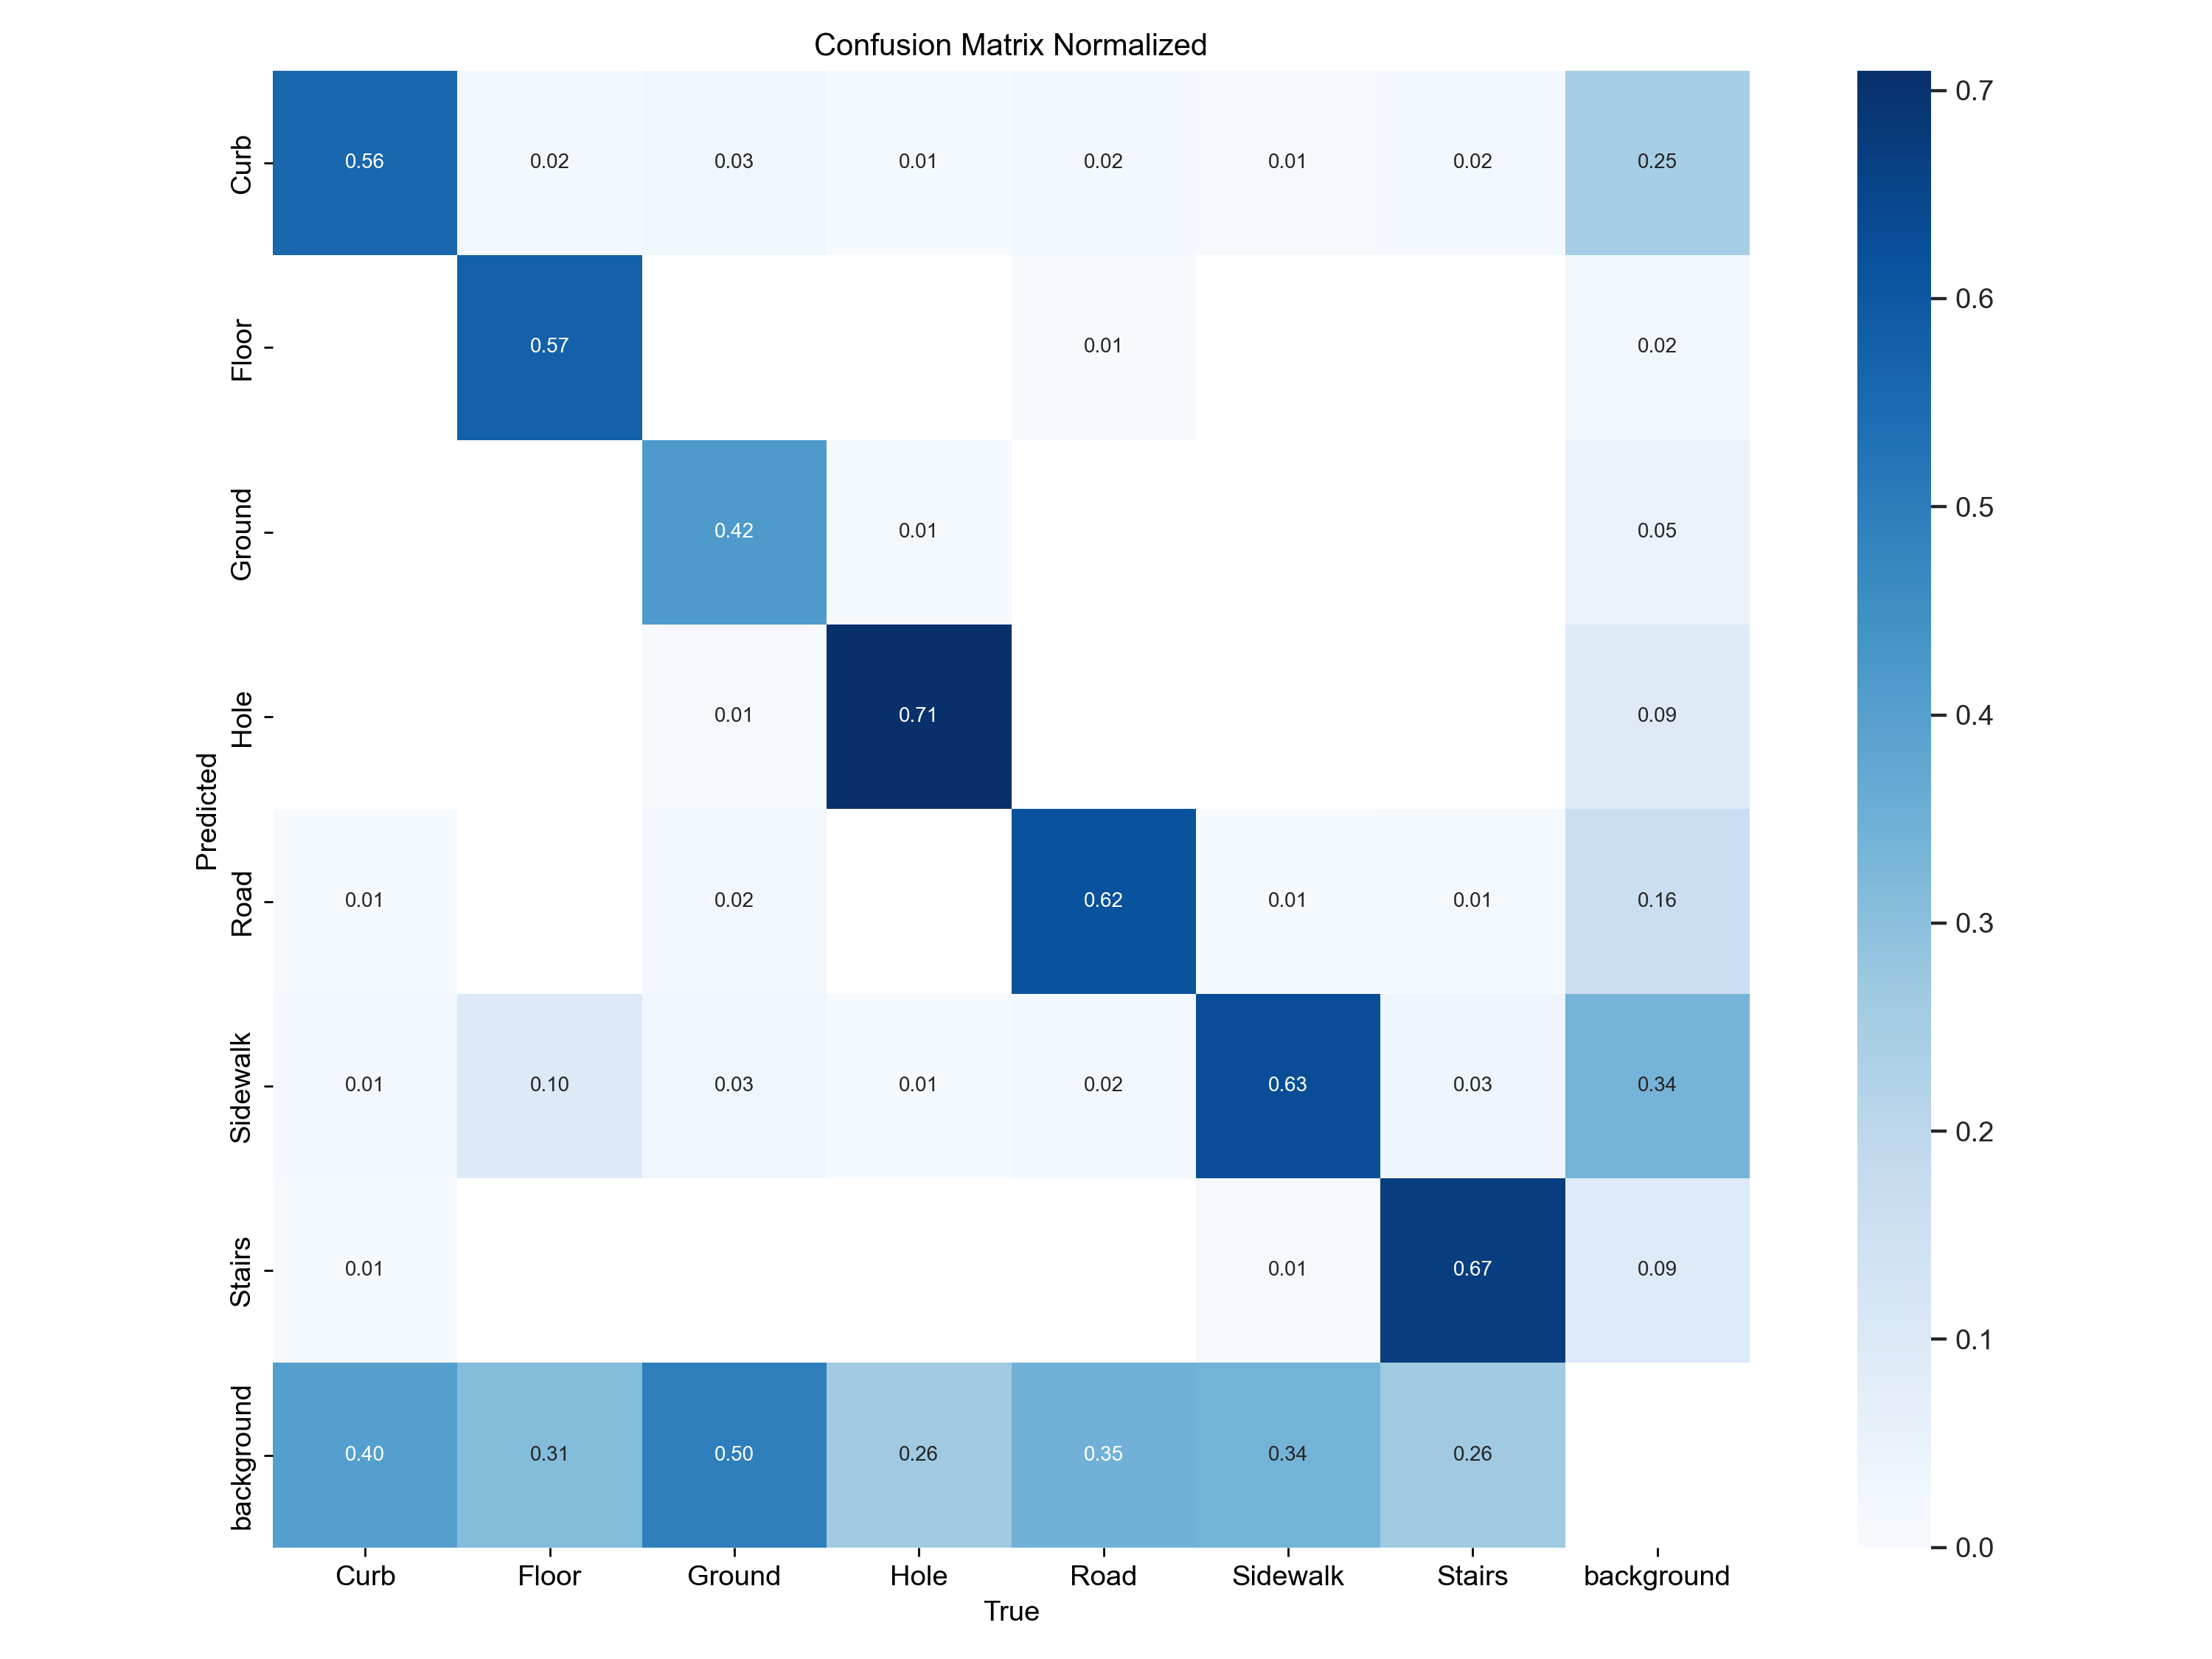 Confusion Matrix Normalized
Curb 0.56 0.02 0.03 0.01 0.02 0.01 0.02 0.25
Floor 0.57 0.01 0.02
Ground 0.42 0.01 0.05
Hole 0.01 0.71 0.09
Road 0.01 0.02 0.62 0.01 0.01 0.16
Sidewalk 0.01 0.10 0.03 0.01 0.02 0.63 0.03 0.34
Stairs 0.01 0.01 0.67 0.09
background 0.40 0.31 0.50 0.26 0.35 0.34 0.26
Predicted
Curb Floor Ground Hole Road Sidewalk Stairs background
True
0.7
0.6
0.5
0.4
0.3
0.2
0.1
0.0